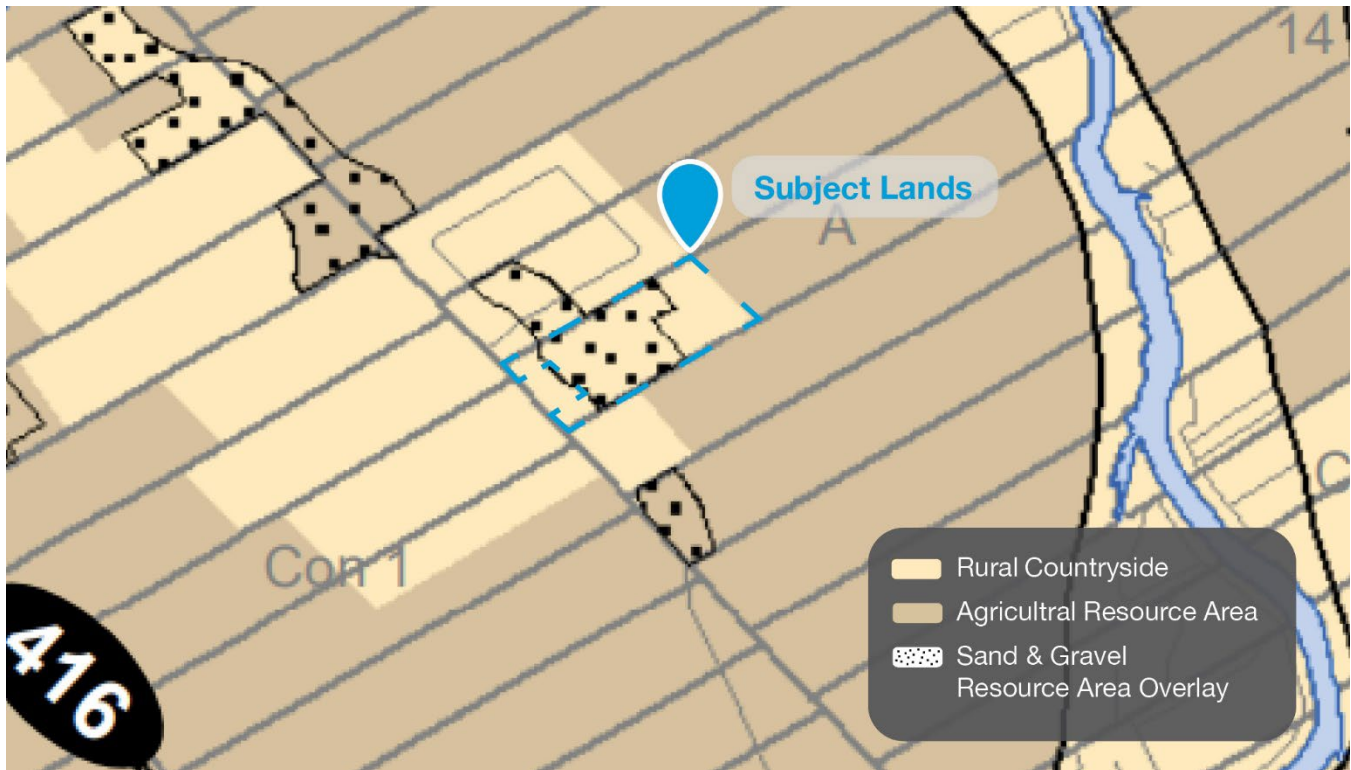 14
Subject Lands
A
C
Con 1
416
Rural Countryside
Agricultral Resource Area
Sand & Gravel
Resource Area Overlay